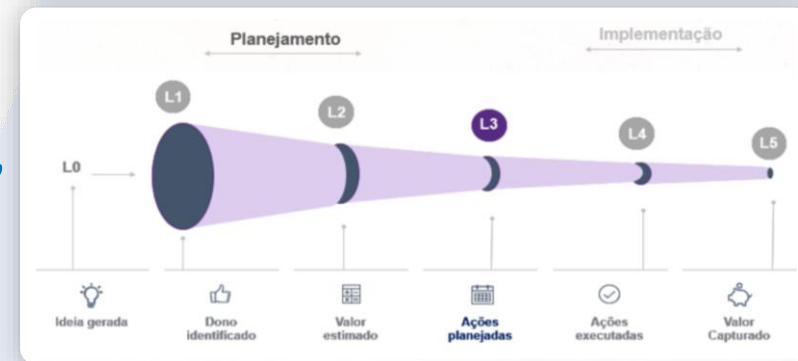 Planejamento
Implementação
L1
L2
L3
L4
L5
L0
Ideia gerada
Dono
identificado
Valor
estimado
Ações
planejadas
Ações
executadas
Valor
Capturado